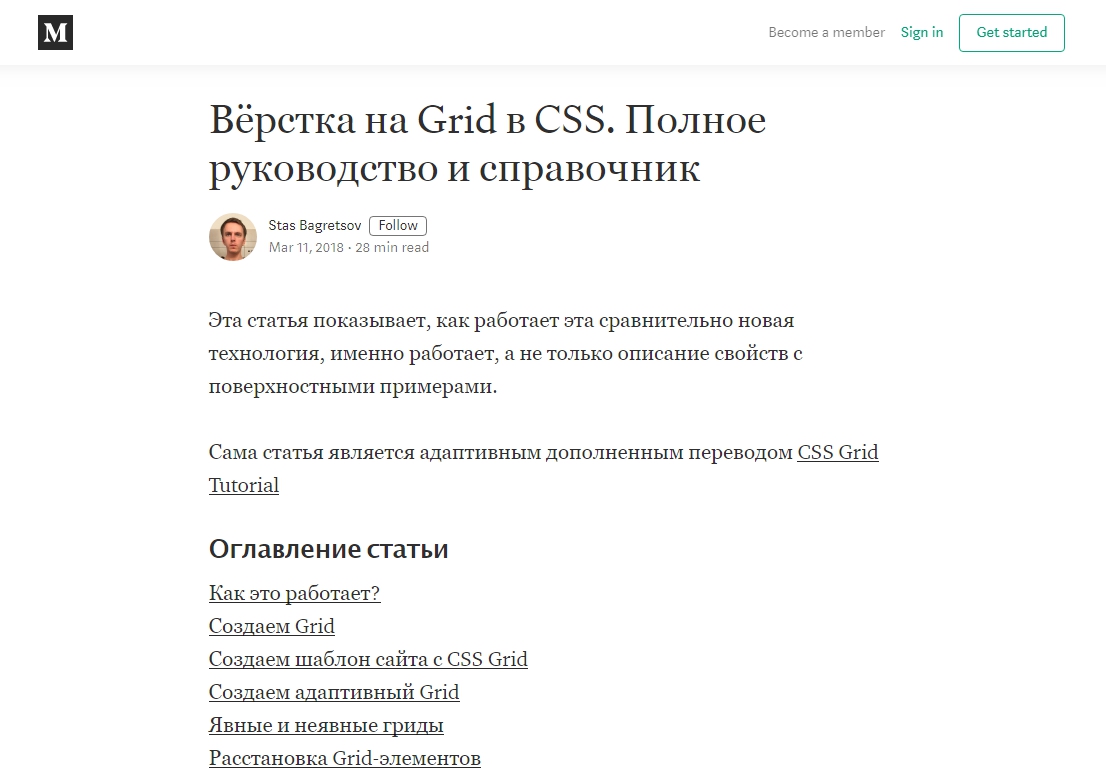 M
Become a member Sign in Get started
Вёрстка на Grid в CSS. Полное
руководство и справочник
Stas Bagretsov Follow
Mar 11, 2018 · 28 min read
Эта статья показывает, как работает эта сравнительно новая
технология, именно работает, а не только описание свойств с
поверхностными примерами.
Сама статья является адаптивным дополненным переводом CSS Grid
Tutorial
Оглавление статьи
Как это работает?
Создаем Grid
Создаем шаблон сайта с CSS Grid
Создаем адаптивный Grid
Явные и неявные гриды
Расстановка Grid-элементов